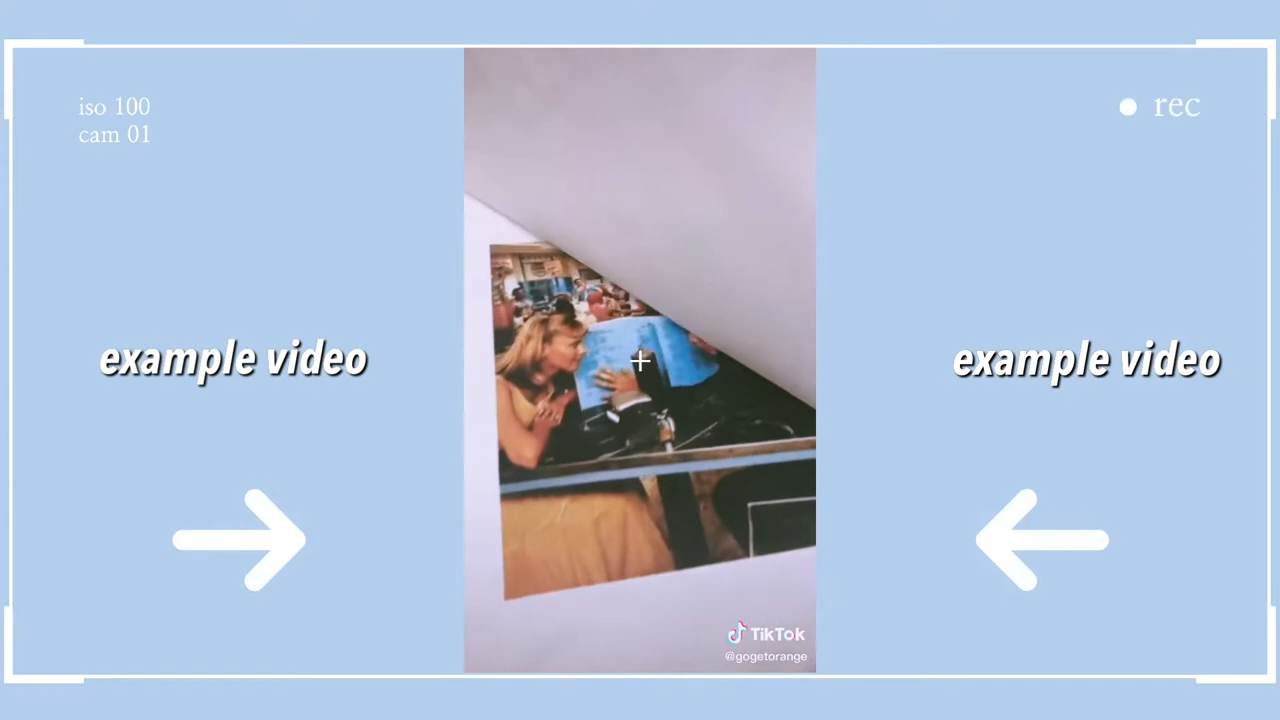 iso 100
cam 01
rec
example video
example video
TikTok
@gogetorange